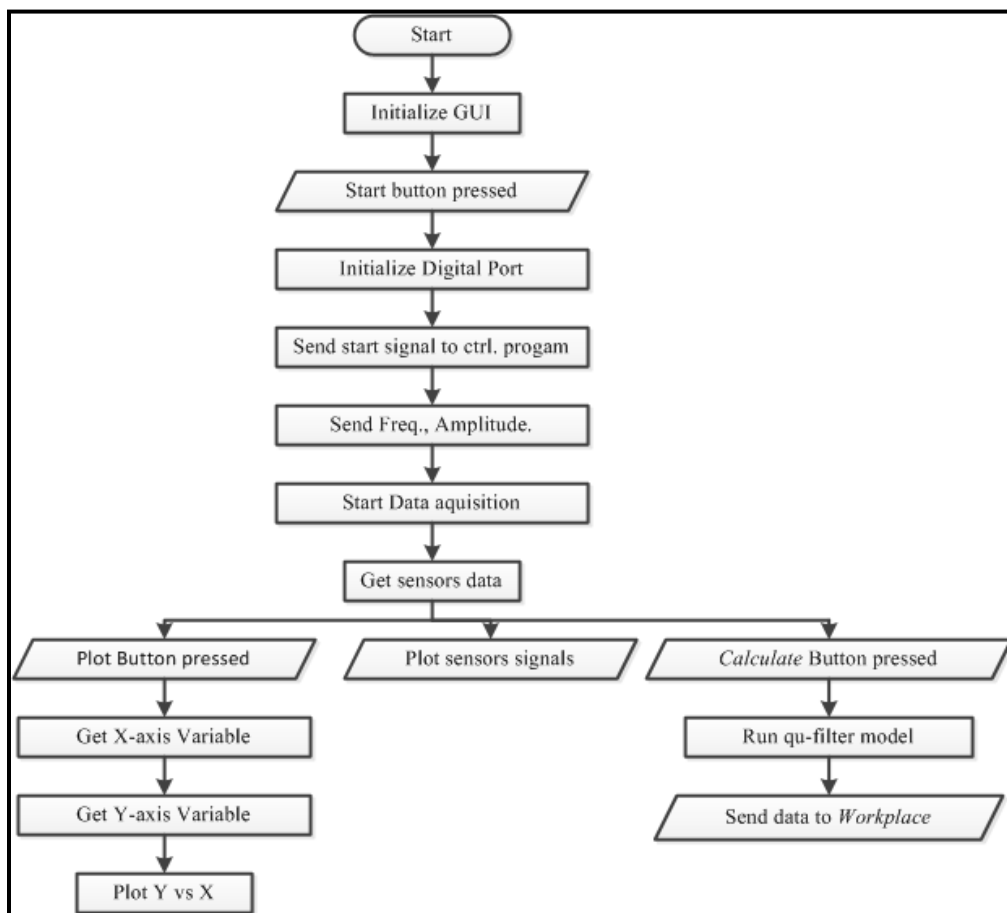 Start
Initialize GUI
Start button pressed
Initialize Digital Port
Send start signal to ctrl. progam
Send Freq., Amplitude.
Start Data aquisition
Get sensors data
Plot Button pressed
Plot sensors signals
Calculate Button pressed
Get X-axis Variable
Run qu-filter model
Get Y-axis Variable
Send data to Workplace
Plot Y vs X